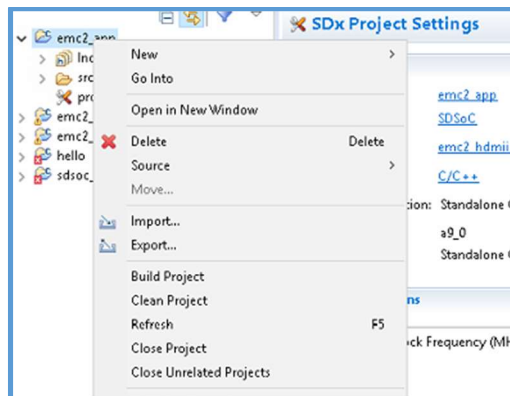 SDx Project Settings
emc2_app
Inc
src
pro
emc2_
emc2_
hello
sdsoc_
New
Go Into
Open in New Window
Delete Delete
Source
Move...
Import...
Export...
Build Project
Clean Project
Refresh F5
Close Project
Close Unrelated Projects
emc2_app
SDSoC
emc2_hdmii
C/C++
tion: Standalone
a9_0
Standalone
ns
ock Frequency (MH